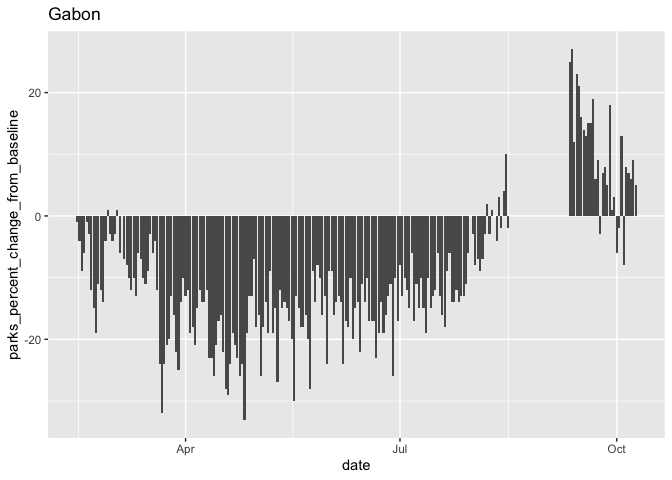 Gabon
parks_percent_change_from_baseline
20
0
-20
Apr
Jul
Oct
date